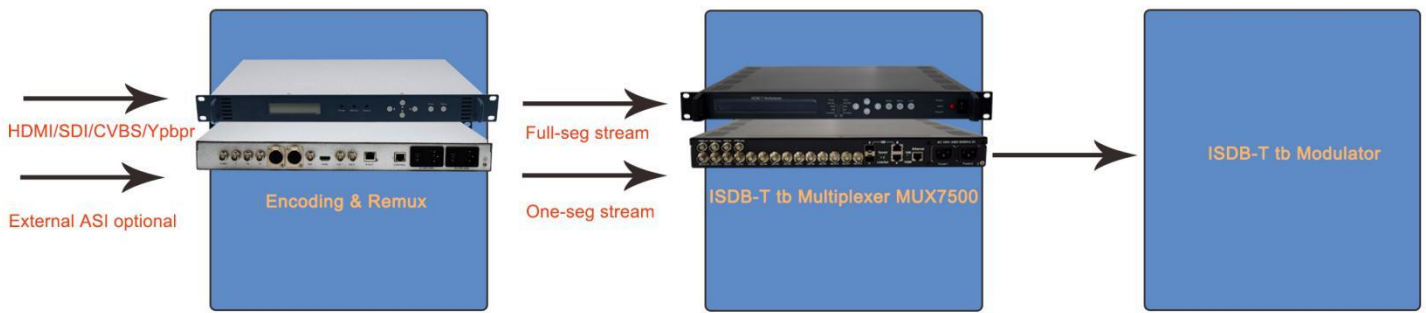 HDMI/SDI/CVBS/Ypbpr
External ASI optional
Encoding & Remux
Full-seg stream
One-seg stream
ISDB-T tb Multiplexer MUX7500
ISDB-T tb Modulator